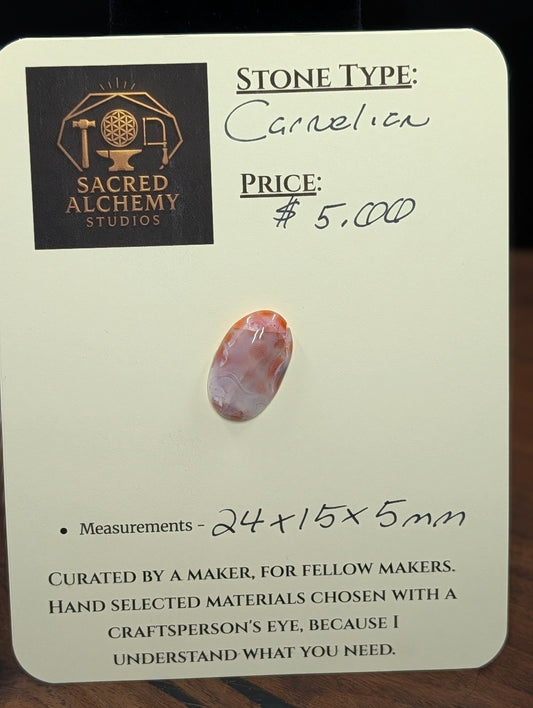 SACRED
ALCHEMY
STUDIOS
STONE TYPE:
Carnelian
PRICE:
$ 5.00
• Measurements - 24x15x5mm
CURATED BY A MAKER, FOR FELLOW MAKERS.
HAND SELECTED MATERIALS CHOSEN WITH A
CRAFTSPERSON'S EYE, BECAUSE I
UNDERSTAND WHAT YOU NEED.